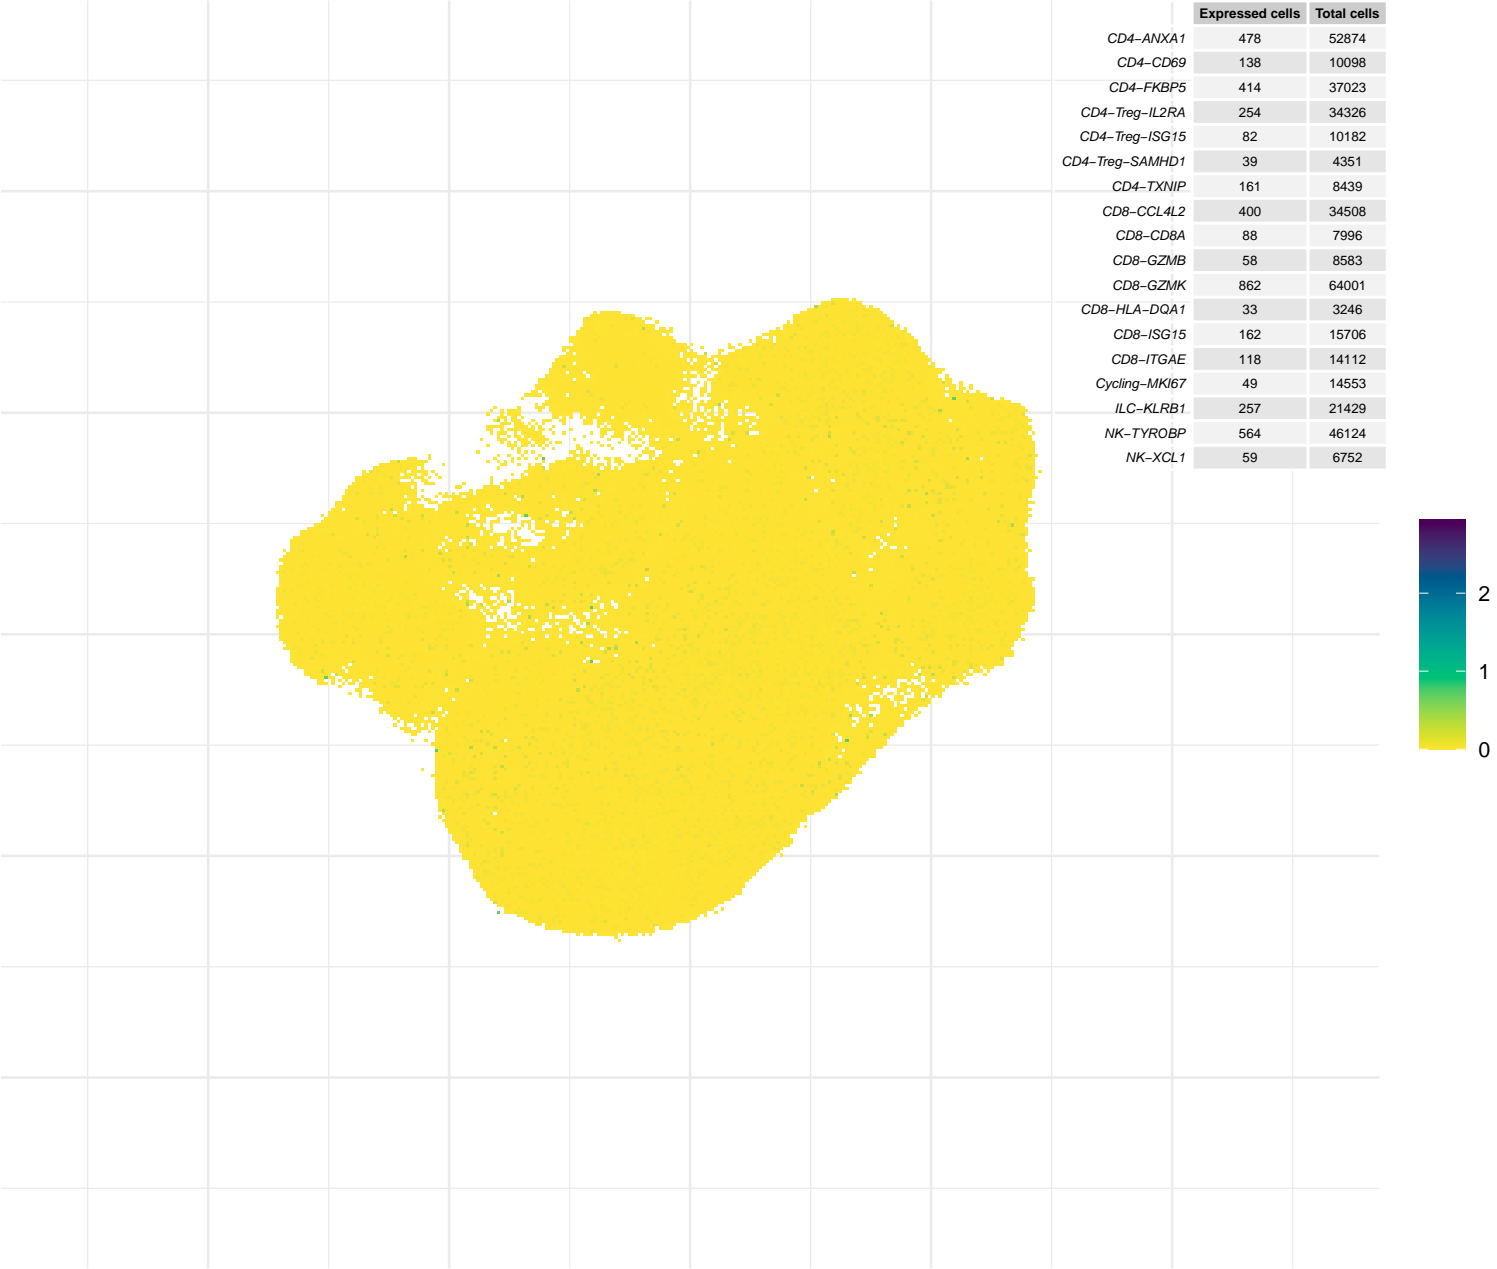 Expressed cells Total cells
CD4−ANXA1 478 52874
CD4−CD69 138 10098
CD4−FKBP5 414 37023
CD4−Treg−IL2RA 254 34326
CD4−Treg−ISG15 82 10182
CD4−Treg−SAMHD1 39 4351
CD4−TXNIP 161 8439
CD8−CCL4L2 400 34508
CD8−CD8A 88 7996
CD8−GZMB 58 8583
CD8−GZMK 862 64001
CD8−HLA−DQA1 33 3246
CD8−ISG15 162 15706
CD8−ITGAE 118 14112
Cycling−MKI67 49 14553
ILC−KLRB1 257 21429
NK−TYROBP 564 46124
NK−XCL1 59 6752
2
1
0